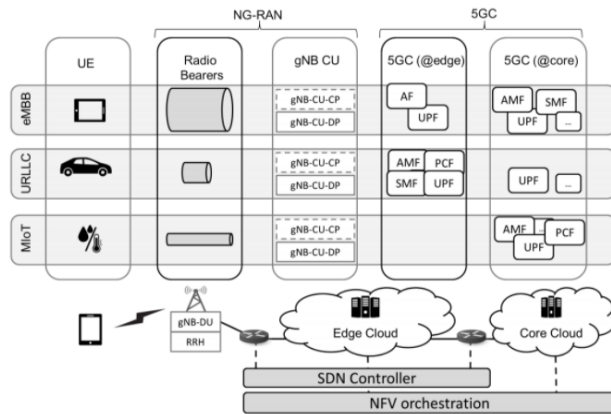 NG-RAN
5GC
UE
Radio
Bearers
gNB CU
5GC (@edge)
5GC (@core)
eMBB
gNB-CU-CP
gNB-CU-DP
AF
UPF
AMF
SMF
UPF
...
URLLC
gNB-CU-CP
gNB-CU-DP
AMF
PCF
SMF
UPF
UPF
...
MIoT
gNB-CU-CP
gNB-CU-DP
AMF
...
PCF
UPF
gNB-DU
RRH
Edge Cloud
Core Cloud
SDN Controller
NFV orchestration